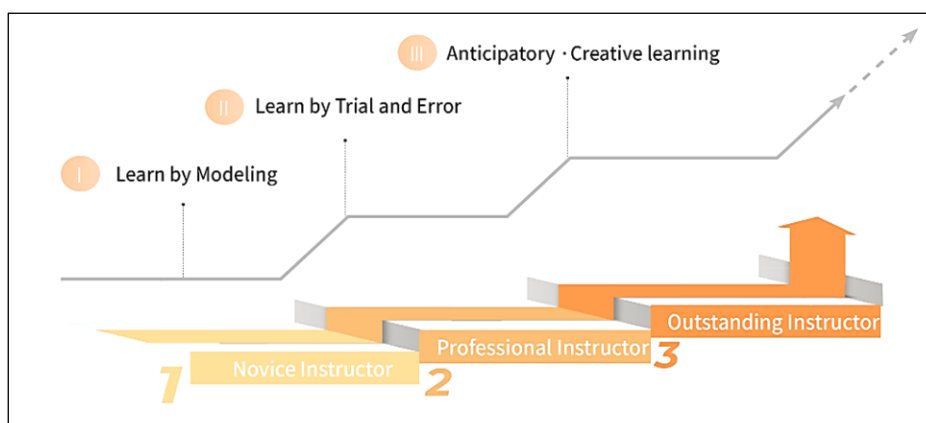 III Anticipatory · Creative learning
II Learn by Trial and Error
I Learn by Modeling
Outstanding Instructor
3
Professional Instructor
2
Novice Instructor
1